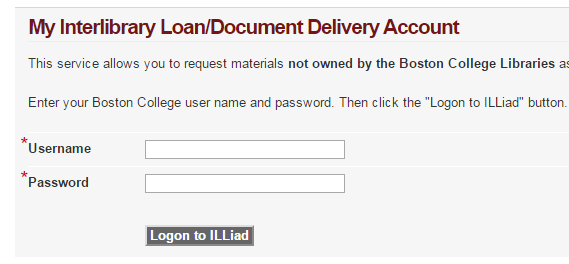 My Interlibrary Loan/Document Delivery Account
This service allows you to request materials not owned by the Boston College Libraries as
Enter your Boston College user name and password. Then click the "Logon to ILLiad" button.
*Username
*Password
Logon to ILLiad